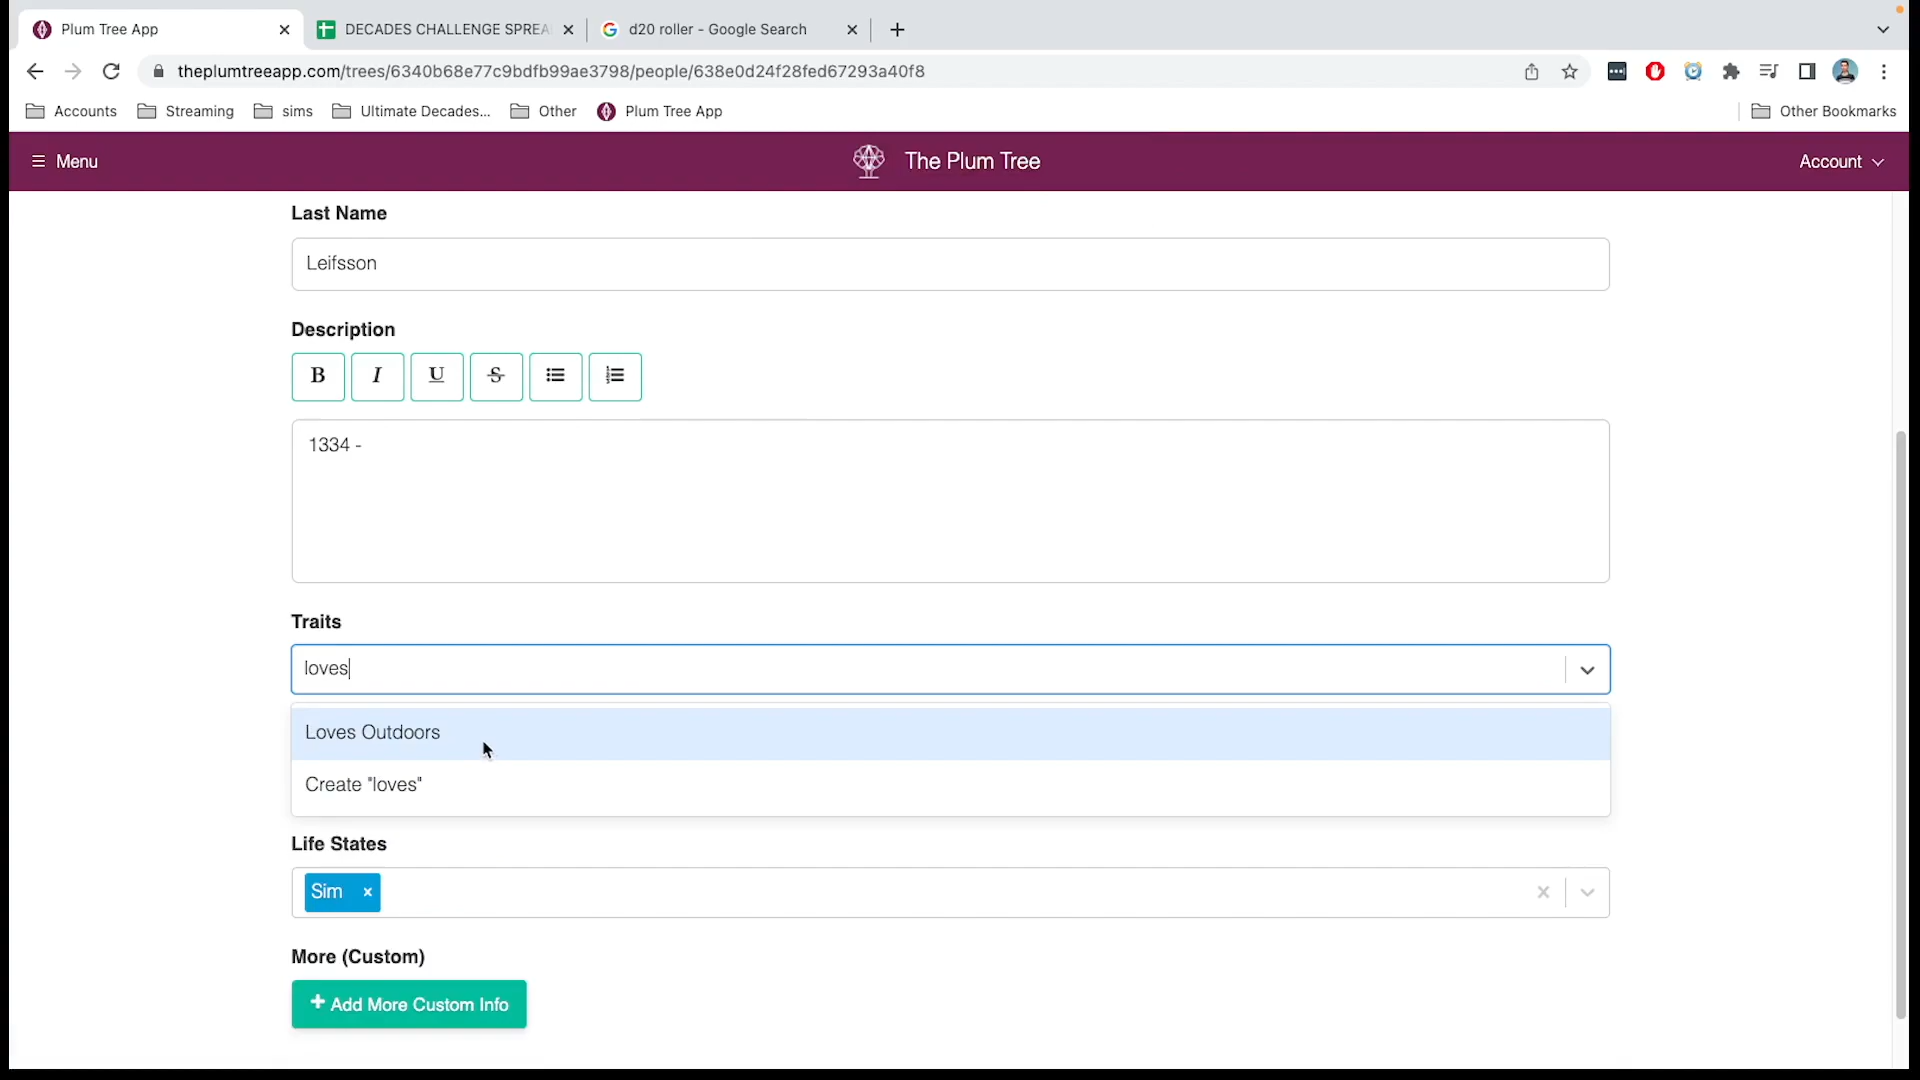 Plum Tree App
DECADES CHALLENGE SPREA
d20 roller - Google Search
theplumtreeapp.com/trees/6340b68e77c9bdfb99ae3798/people/638e0d24f28fed67293a40f8
Accounts
Streaming
sims
Ultimate Decades...
Other
Plum Tree App
Other Bookmarks
Menu
The Plum Tree
Account
Last Name
Leifsson
Description
B I U S
1334 -
Traits
loves
Loves Outdoors
Create "loves"
Life States
Sim ×
More (Custom)
+ Add More Custom Info